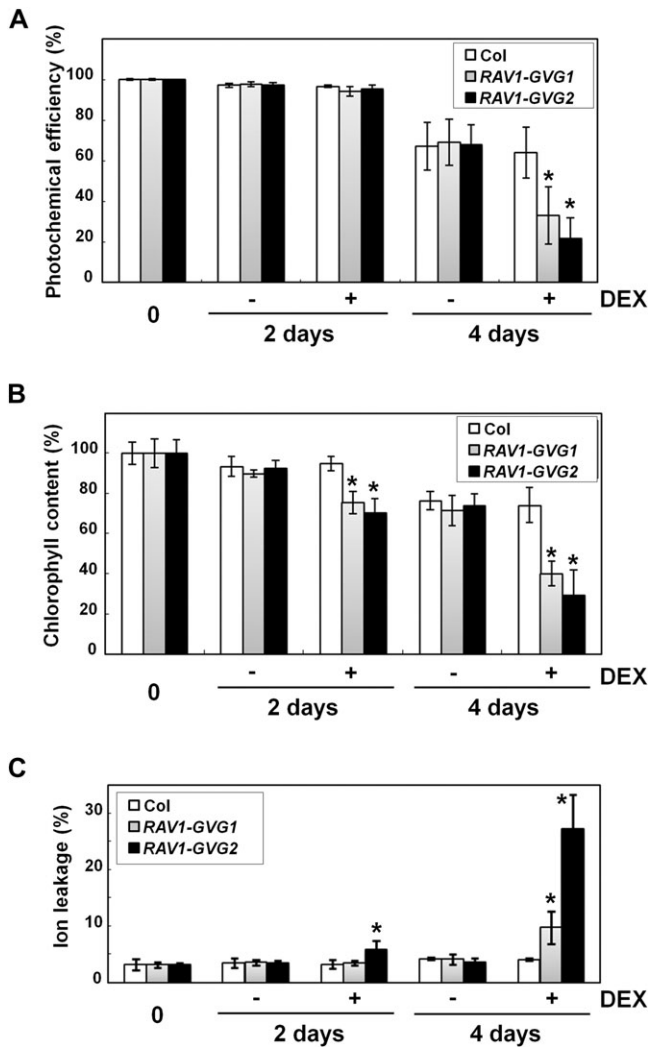 A
Photochemical efficiency (%)
100
80
60
40
20
0
Col
RAV1-GVG1
RAV1-GVG2
* *
- + - + DEX
0 2 days 4 days
B
Chlorophyll content (%)
100
80
60
40
20
0
Col
RAV1-GVG1
RAV1-GVG2
* * * *
- + - + DEX
0 2 days 4 days
C
Ion leakage (%)
30
20
10
0
Col
RAV1-GVG1
RAV1-GVG2
* * *
- + - + DEX
0 2 days 4 days